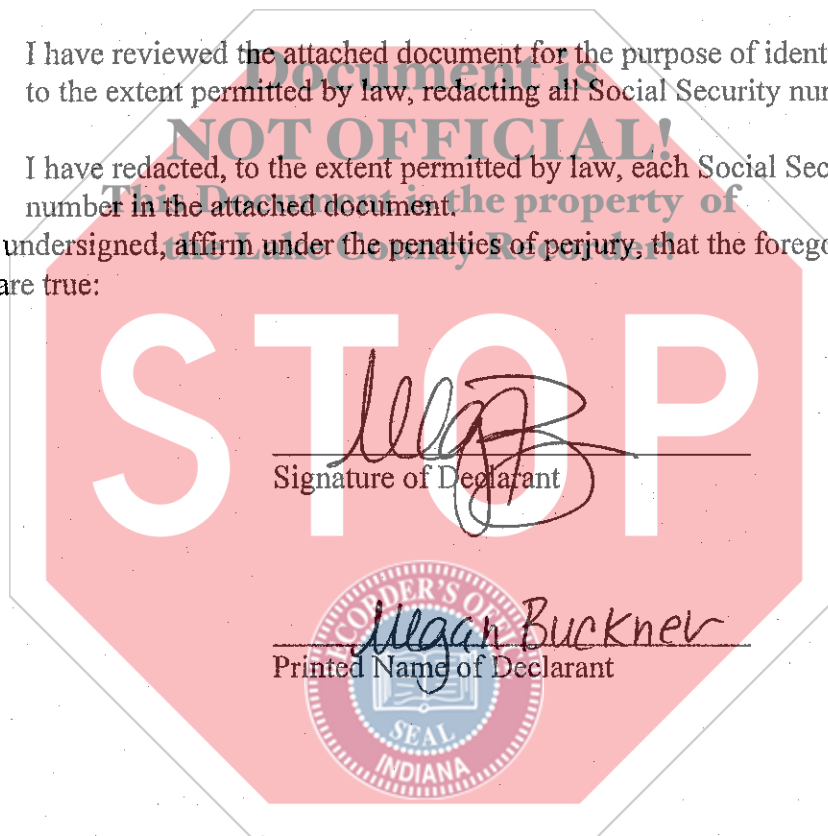 I have reviewed the attached document for the purpose of ident
Document is
to the extent permitted by law, redacting all Social Security nu
NOT OFFICIAL!
I have redacted, to the extent permitted by law, each Social Sec
This Document is the property of
number in the attached document.
the Lake County Recorder!
undersigned, affirm under the penalties of perjury, that the forego
are true:
STOP
Signature of Declarant
Megan Buckner
Printed Name of Declarant
RECORDER'S OFFICE
SEAL
INDIANA